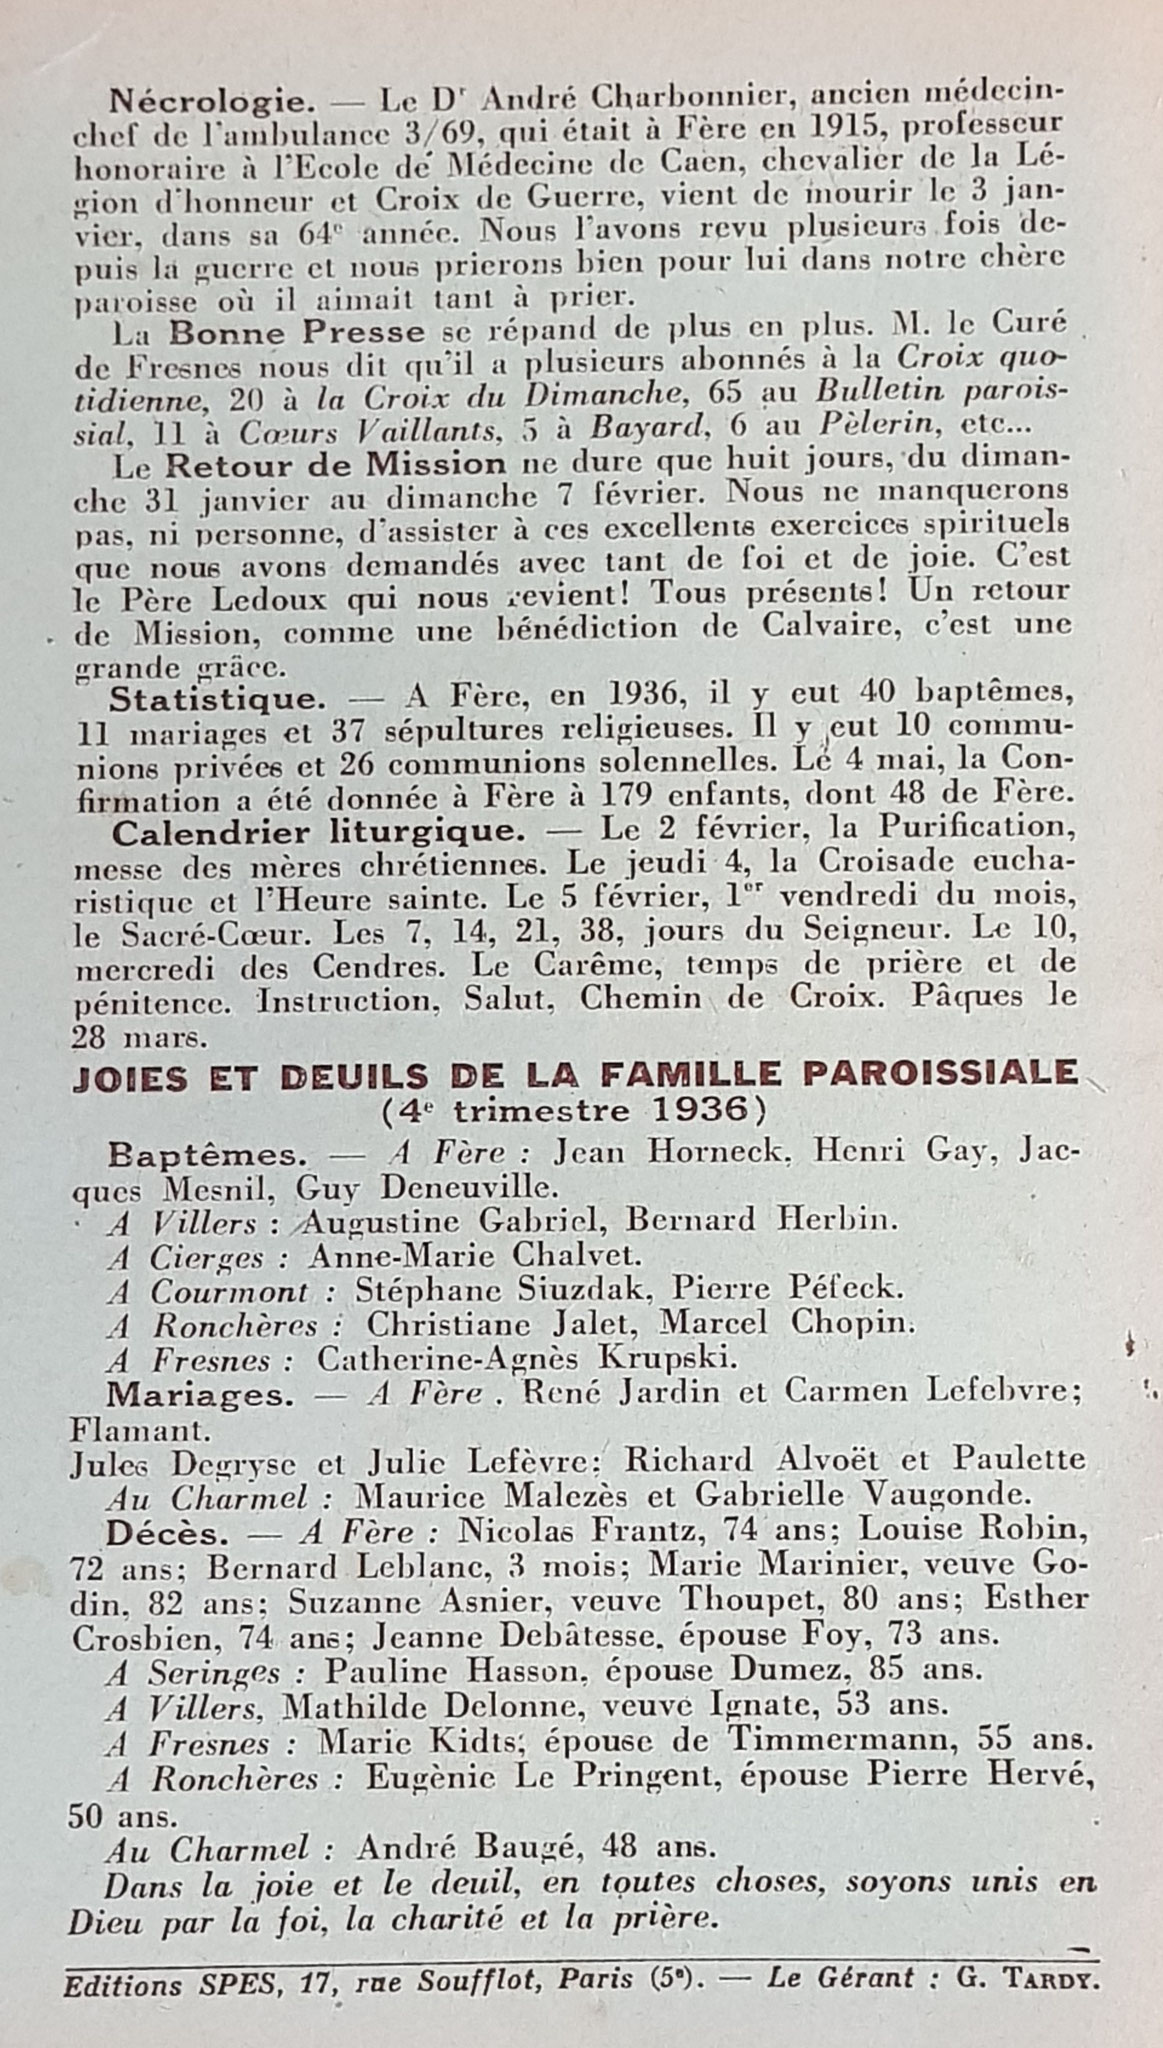 Nécrologie. — Le Dr André Charbonnier, ancien médecin-
chef de l'ambulance 3/69, qui était à Fère en 1915, professeur
honoraire à l'Ecole de Médecine de Caen, chevalier de la Lé-
gion d'honneur et Croix de Guerre, vient de mourir le 3 jan-
vier, dans sa 64e année. Nous l'avons revu plusieurs fois de-
puis la guerre et nous prierons bien pour lui dans notre chère
paroisse où il aimait tant à prier.
La Bonne Presse se répand de plus en plus. M. le Curé
de Fresnes nous dit qu'il a plusieurs abonnés à la Croix quo-
tidienne, 20 à la Croix du Dimanche, 65 au Bulletin parois-
sial, 11 à Cœurs Vaillants, 5 à Bayard, 6 au Pèlerin, etc...
Le Retour de Mission ne dure que huit jours, du diman-
che 31 janvier au dimanche 7 février. Nous ne manquerons
pas, ni personne, d'assister à ces excellents exercices spirituels
que nous avons demandés avec tant de foi et de joie. C'est
le Père Ledoux qui nous revient! Tous présents! Un retour
de Mission, comme une bénédiction de Calvaire, c'est une
grande grâce.
Statistique. — A Fère, en 1936, il y eut 40 baptêmes,
11 mariages et 37 sépultures religieuses. Il y eut 10 commu-
nions privées et 26 communions solennelles. Le 4 mai, la Con-
firmation a été donnée à Fère à 179 enfants, dont 48 de Fère.
Calendrier liturgique. — Le 2 février, la Purification,
messe des mères chrétiennes. Le jeudi 4, la Croisade eucha-
ristique et l'Heure sainte. Le 5 février, 1er vendredi du mois,
le Sacré-Cœur. Les 7, 14, 21, 38, jours du Seigneur. Le 10,
mercredi des Cendres. Le Carême, temps de prière et de
pénitence. Instruction, Salut, Chemin de Croix. Pâques le
28 mars.
JOIES ET DEUILS DE LA FAMILLE PAROISSIALE
(4e trimestre 1936)
Baptêmes. — A Fère : Jean Horneck, Henri Gay, Jac-
ques Mesnil, Guy Deneuville.
A Villers : Augustine Gabriel, Bernard Herbin.
A Cierges : Anne-Marie Chalvet.
A Courmont : Stéphane Siuzdak, Pierre Péfeck.
A Ronchères : Christiane Jalet, Marcel Chopin.
A Fresnes : Catherine-Agnès Krupski.
Mariages. — A Fère . René Jardin et Carmen Lefebvre;
Flamant.
Jules Degryse et Julie Lefèvre; Richard Alvoët et Paulette
Au Charmel : Maurice Malezès et Gabrielle Vaugonde.
Décès. — A Fère : Nicolas Frantz, 74 ans; Louise Robin,
72 ans; Bernard Leblanc, 3 mois; Marie Marinier, veuve Go-
din, 82 ans; Suzanne Asnier, veuve Thoupet, 80 ans; Esther
Crosbien, 74 ans; Jeanne Debâtesse, épouse Foy, 73 ans.
A Seringes : Pauline Hasson, épouse Dumez, 85 ans.
A Villers, Mathilde Delonne, veuve Ignate, 53 ans.
A Fresnes : Marie Kidts, épouse de Timmermann, 55 ans.
A Ronchères : Eugènie Le Pringent, épouse Pierre Hervé,
50 ans.
Au Charmel : André Baugé, 48 ans.
Dans la joie et le deuil, en toutes choses, soyons unis en
Dieu par la foi, la charité et la prière.
Editions SPES, 17, rue Soufflot, Paris (5e). — Le Gérant : G. TARDY.